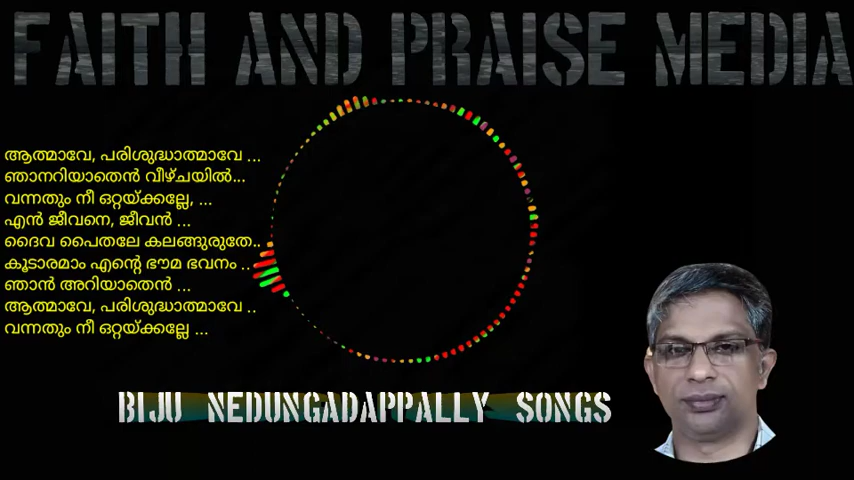 FAITH AND PRAISE MEDIA
ആത്മാവേ, പരിശുദ്ധാത്മാവേ ...
ഞാനറിയാതെൻ വീഴ്ചയിൽ...
വന്നതും നീ ഒറ്റയ്ക്കല്ലേ, ...
എൻ ജീവനെ, ജീവൻ ...
ദൈവ പൈതലേ കലങ്ങുരുതേ..
കൂടാരമാം എന്റെ ഭൗമ ഭവനം ..
ഞാൻ അറിയാതെൻ ...
ആത്മാവേ, പരിശുദ്ധാത്മാവേ ..
വന്നതും നീ ഒറ്റയ്ക്കല്ലേ ...
BIJU NEDUNGADAPPALLY SONGS